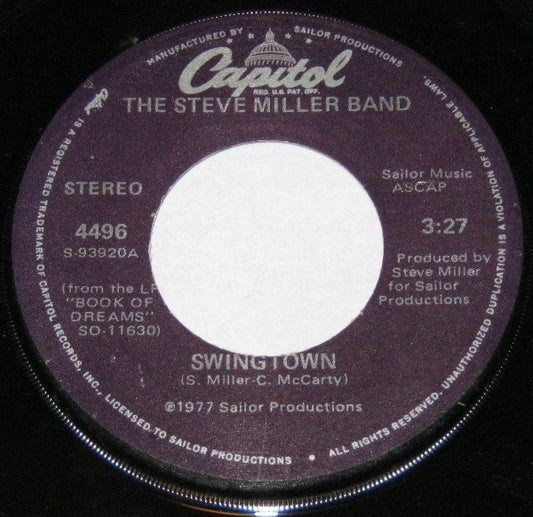 MANUFACTURED BY SAILOR PRODUCTIONS
Capitol
REG. U.S. PAT. OFF.
THE STEVE MILLER BAND
STEREO
4496
S-93920A
(from the LP
"BOOK OF
DREAMS"
SO-11630)
Sailor Music
ASCAP
3:27
Produced by
Steve Miller
for Sailor
Productions
SWINGTOWN
(S. Miller-C. McCarty)
©1977 Sailor Productions
Capitol IS A REGISTERED TRADEMARK OF CAPITOL RECORDS, INC., LICENSED TO SAILOR PRODUCTIONS • ALL RIGHTS RESERVED. UNAUTHORIZED DUPLICATION IS A VIOLATION OF APPLICABLE LAWS.